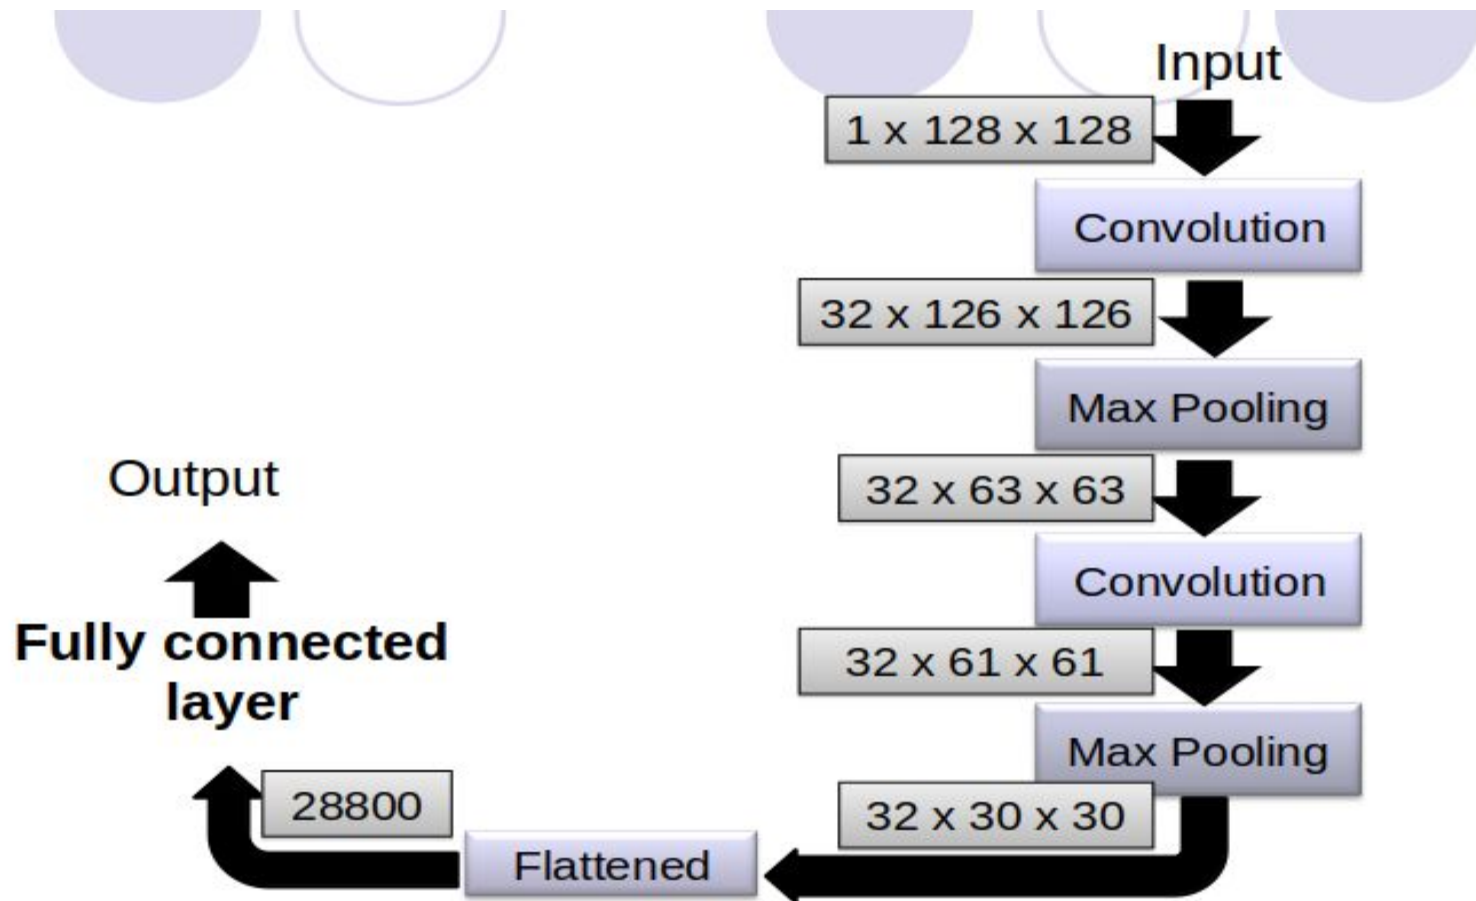 Input
1 x 128 x 128
Convolution
32 x 126 x 126
Max Pooling
32 x 63 x 63
Convolution
32 x 61 x 61
Max Pooling
32 x 30 x 30
Flattened
28800
Fully connected
layer
Output